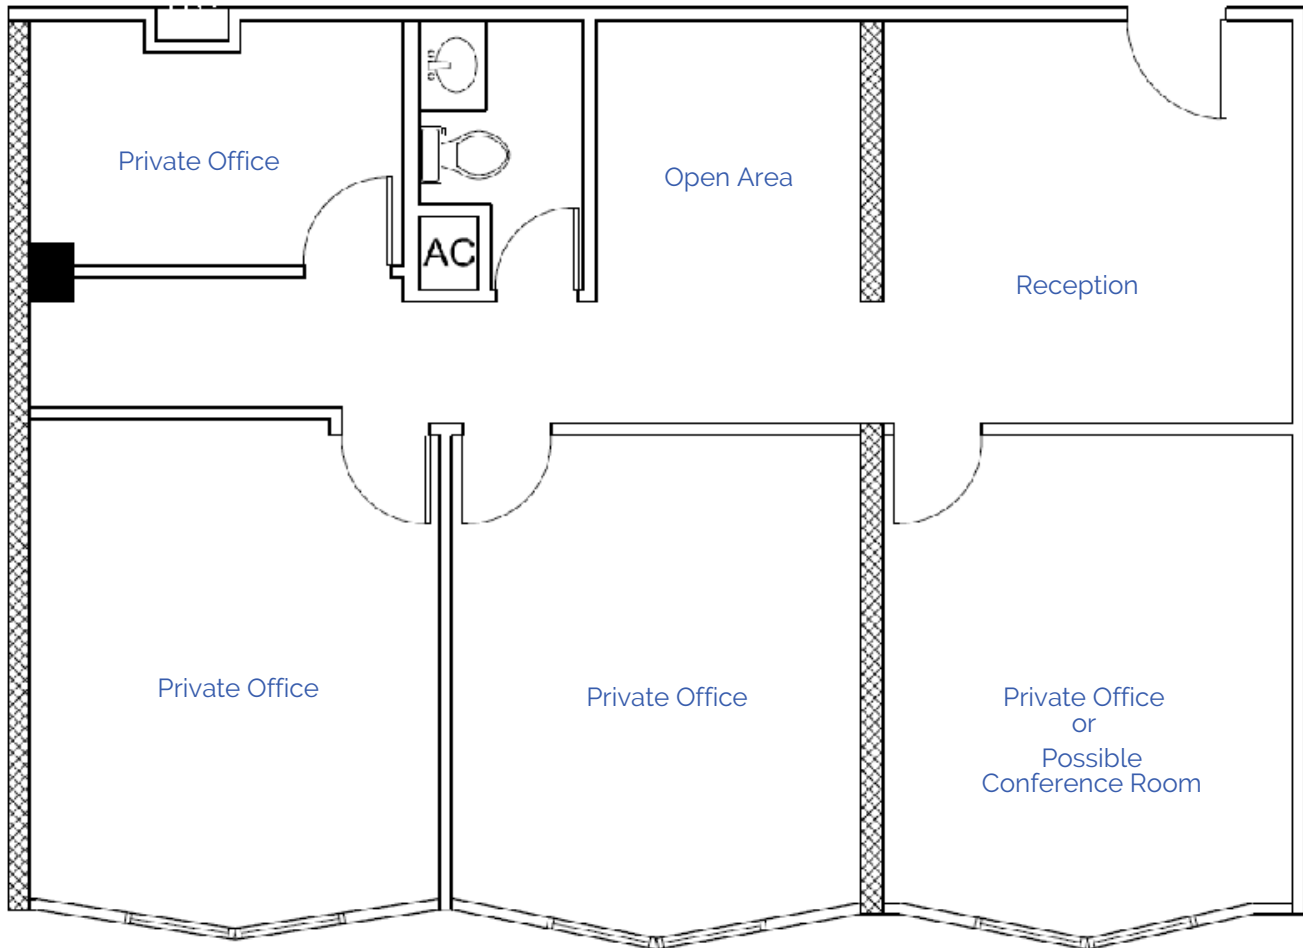 Private Office
Open Area
AC
Reception
Private Office
Private Office
Private Office
or
Possible
Conference Room